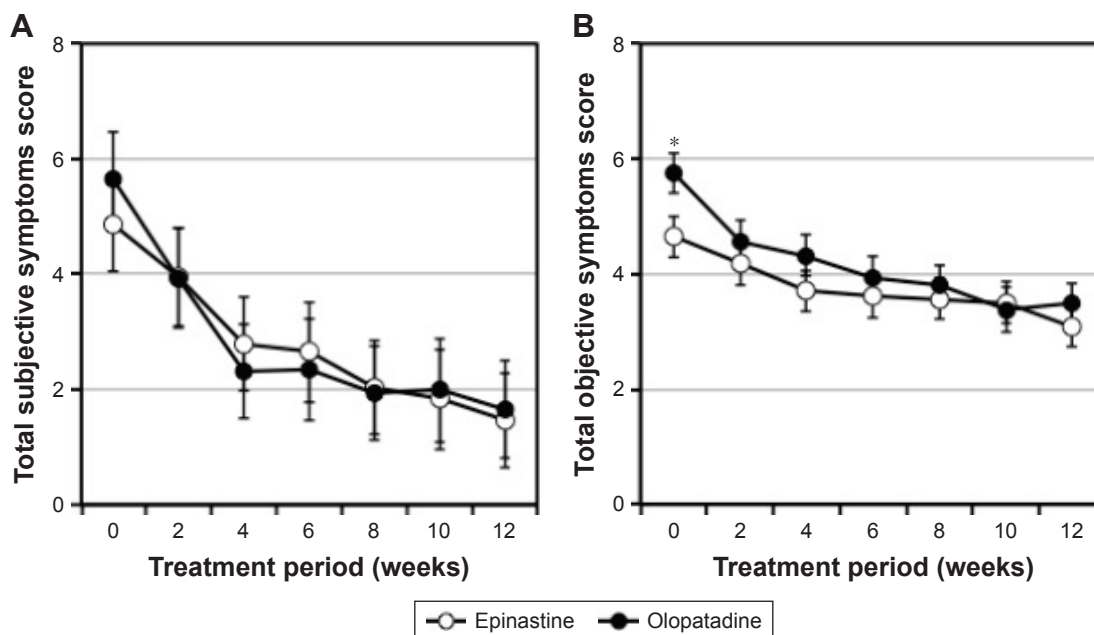 A
Total subjective symptoms score
8
6
4
2
0
0 2 4 6 8 10 12
Treatment period (weeks)
B
Total objective symptoms score
8
6
4
2
0
*
0 2 4 6 8 10 12
Treatment period (weeks)
Epinastine Olopatadine